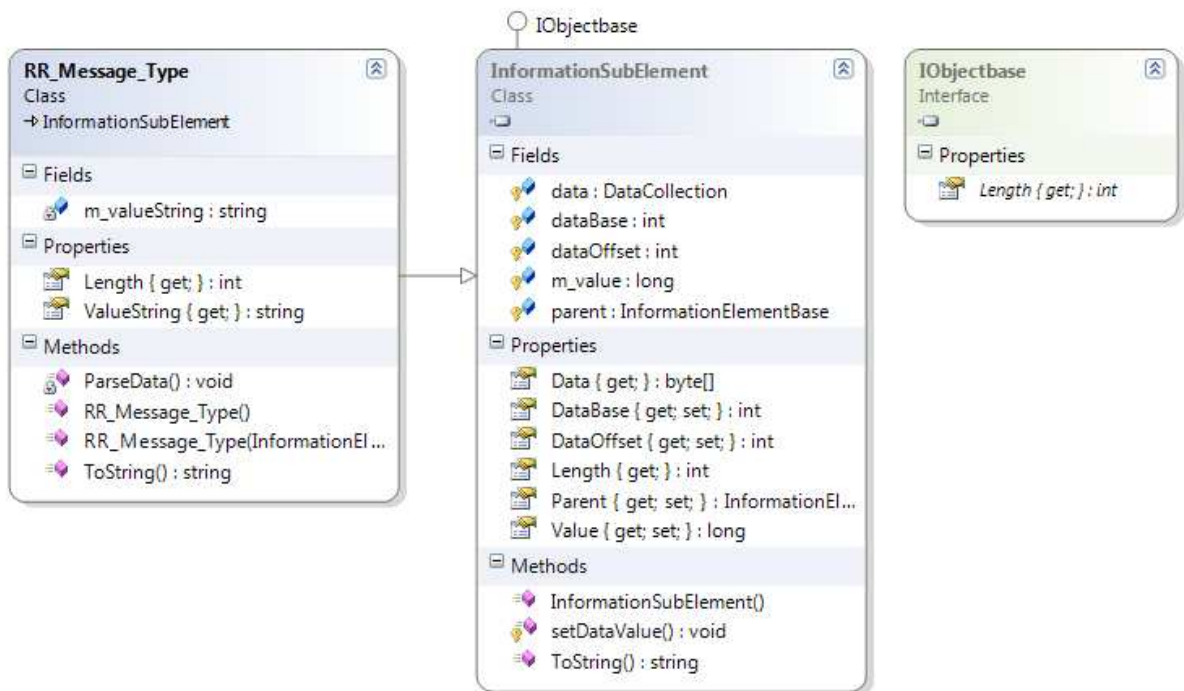 IObjectbase
RR_Message_Type
Class
InformationSubElement
Fields
m_valueString : string
Properties
Length { get; } : int
ValueString { get; } : string
Methods
ParseData() : void
RR_Message_Type()
RR_Message_Type(InformationEl...
ToString() : string
InformationSubElement
Class
Fields
data : DataCollection
dataBase : int
dataOffset : int
m_value : long
parent : InformationElementBase
Properties
Data { get; } : byte[]
DataBase { get; set; } : int
DataOffset { get; set; } : int
Length { get; } : int
Parent { get; set; } : InformationEl...
Value { get; set; } : long
Methods
InformationSubElement()
setDataValue() : void
ToString() : string
IObjectbase
Interface
Properties
Length { get; } : int